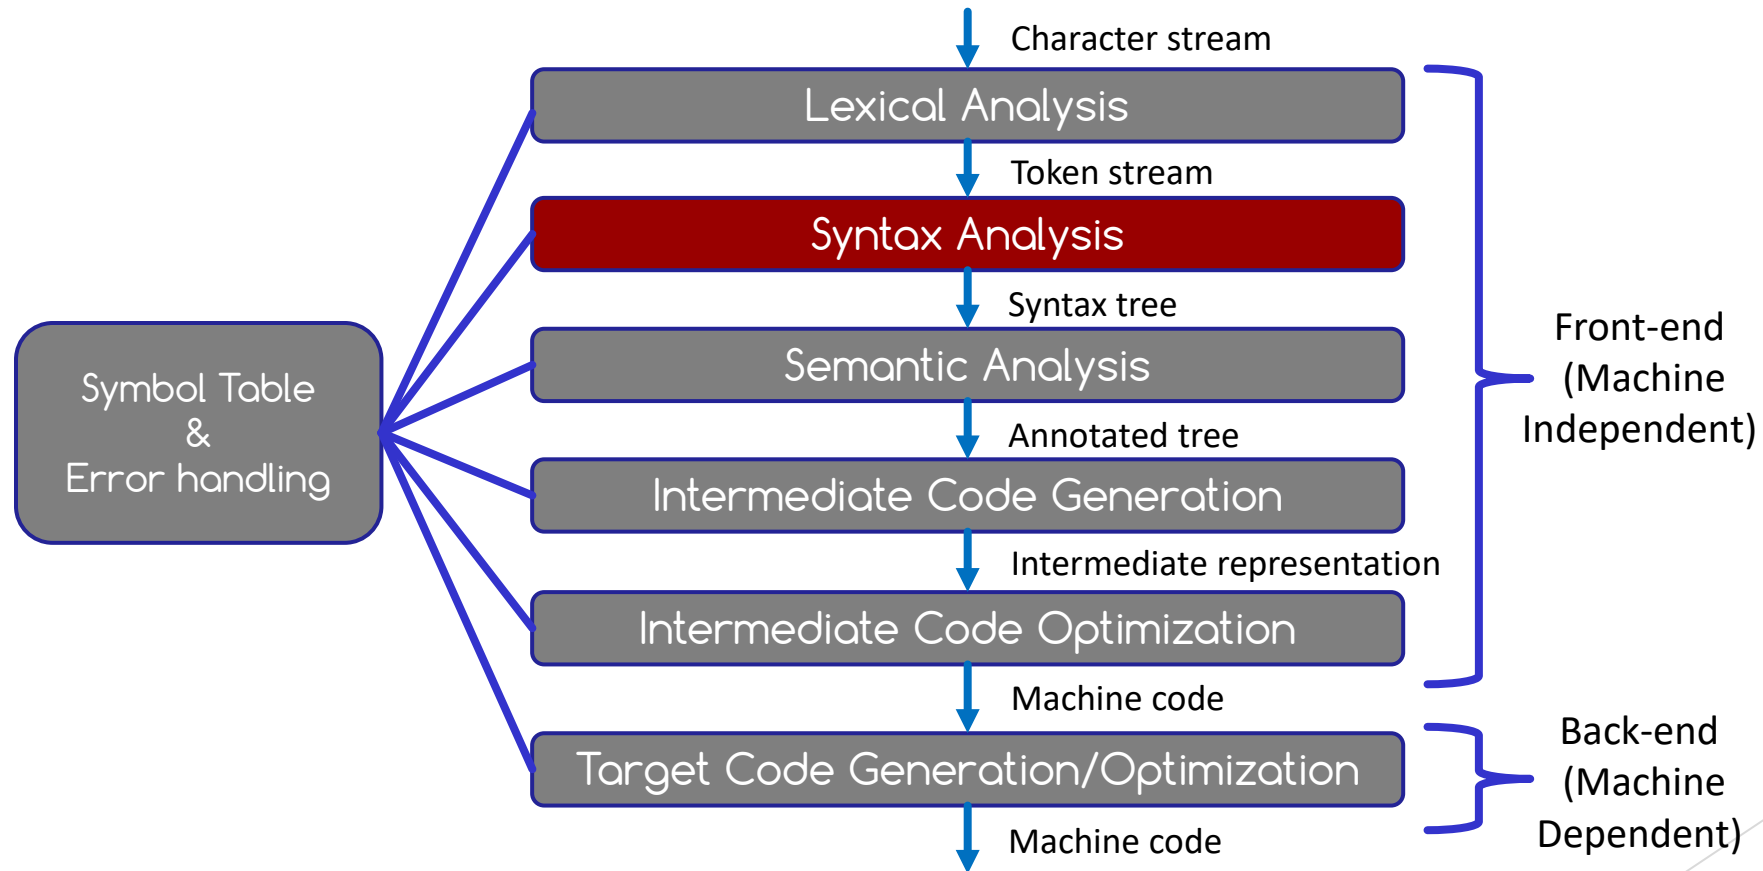 Character stream
Lexical Analysis
Token stream
Syntax Analysis
Syntax tree
Semantic Analysis
Annotated tree
Intermediate Code Generation
Intermediate representation
Intermediate Code Optimization
Machine code
Target Code Generation/Optimization
Machine code
Symbol Table
&
Error handling
Front-end
(Machine
Independent)
Back-end
(Machine
Dependent)